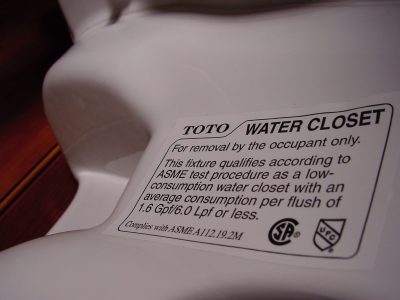 TOTO WATER CLOSET
For removal by the occupant only.
This fixture qualifies according to
ASME test procedure as a low-
consumption water closet with an
average consumption per flush of
1.6 Gpf/6.0 Lpf or less.
Complies with ASME A112.19.2M
SA ® UPC